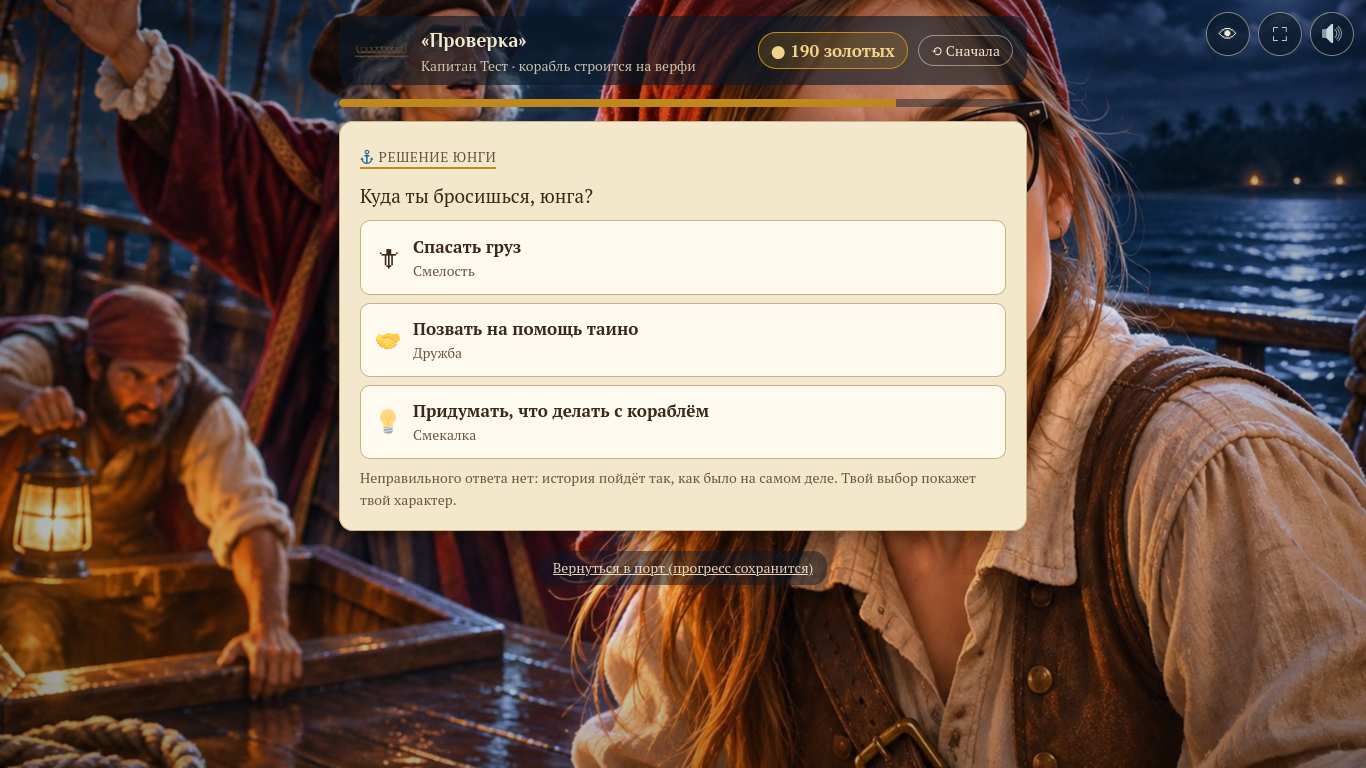 «Проверка»
Капитан Тест · корабль строится на верфи
190 золотых
⟲ Сначала
РЕШЕНИЕ ЮНГИ
Куда ты бросишься, юнга?
Спасать груз
Смелость
Позвать на помощь таино
Дружба
Придумать, что делать с кораблём
Смекалка
Неправильного ответа нет: история пойдёт так, как было на самом деле. Твой выбор покажет
твой характер.
Вернуться в порт (прогресс сохранится)